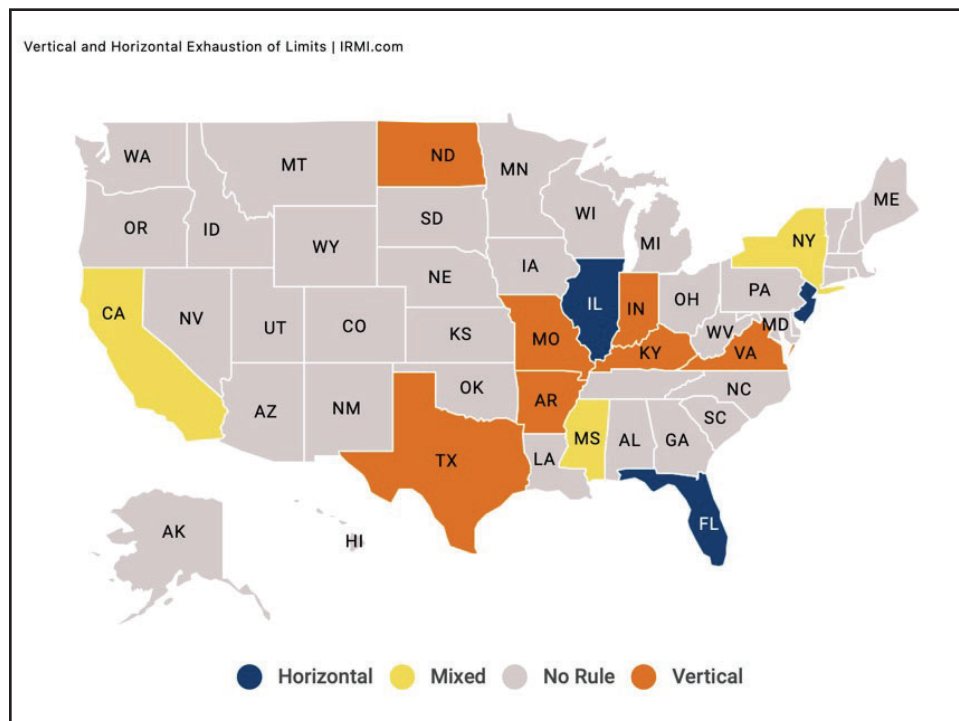 Vertical and Horizontal Exhaustion of Limits | IRMI.com
WA
MT
ND
MN
ME
OR
ID
SD
WI
MI
NY
WY
IA
NE
PA
CA
NV
UT
CO
IL
IN
OH
MD
WV
KS
MO
KY
VA
NC
OK
AZ
NM
AR
SC
MS
AL
GA
TX
LA
FL
AK
HI
Horizontal Mixed No Rule Vertical